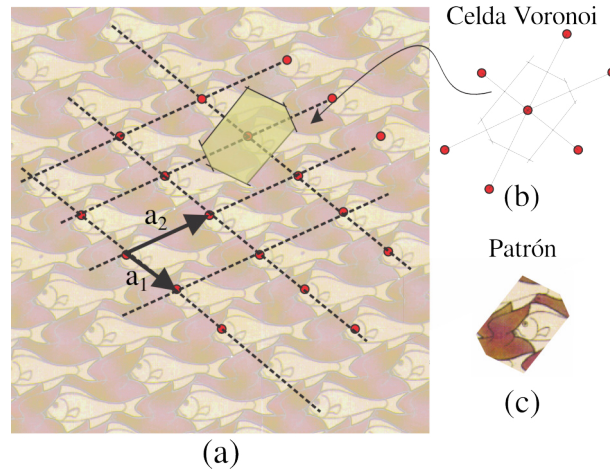 Celda Voronoi
a₂
a₁
(b)
Patrón
(c)
(a)